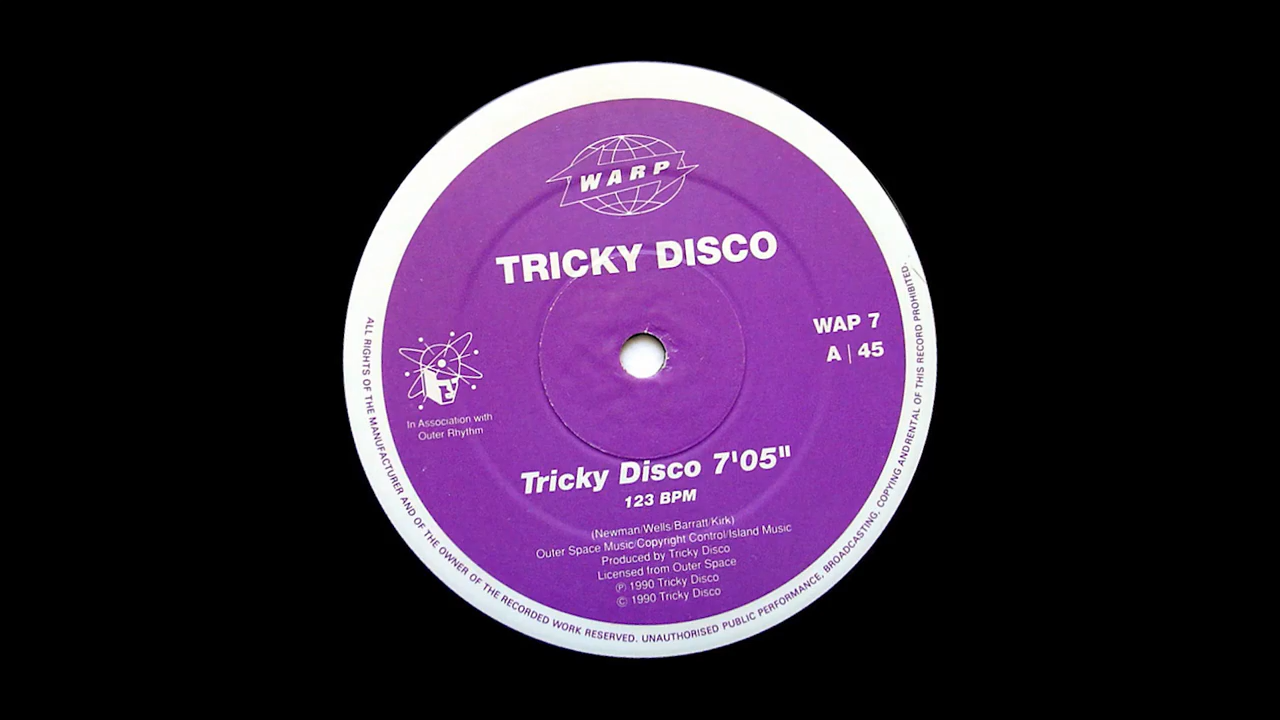 WARP
TRICKY DISCO
WAP 7
A | 45
In Association with
Outer Rhythm
Tricky Disco 7'05"
123 BPM
(Newman/Wells/Barratt/Kirk)
Outer Space Music/Copyright Control/Island Music
Produced by Tricky Disco
Licensed from Outer Space
℗ 1990 Tricky Disco
© 1990 Tricky Disco
ALL RIGHTS OF THE MANUFACTURER AND OF THE OWNER OF THE RECORDED WORK RESERVED. UNAUTHORISED PUBLIC PERFORMANCE, BROADCASTING, COPYING AND RENTAL OF THIS RECORD PROHIBITED.